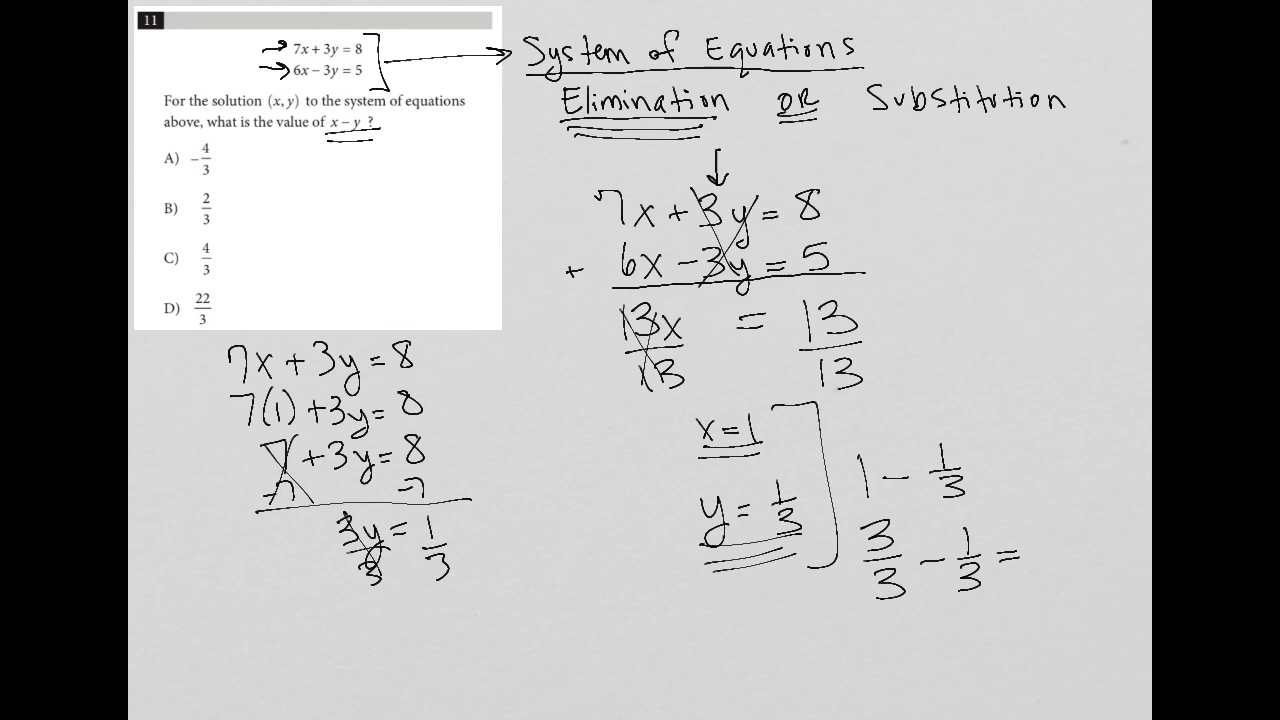 11
7x + 3y = 8
6x − 3y = 5
For the solution (x, y) to the system of equations
above, what is the value of x − y ?
A) −4/3
B) 2/3
C) 4/3
D) 22/3
System of Equations
Elimination OR Substitution
7x + 3y = 8
+ 6x − 3y = 5
13x/13 = 13/13
x = 1
y = 1/3
7x + 3y = 8
7(1) + 3y = 8
7 + 3y = 8
−7 −7
3y/3 = 1/3
1 − 1/3
3/3 − 1/3 =